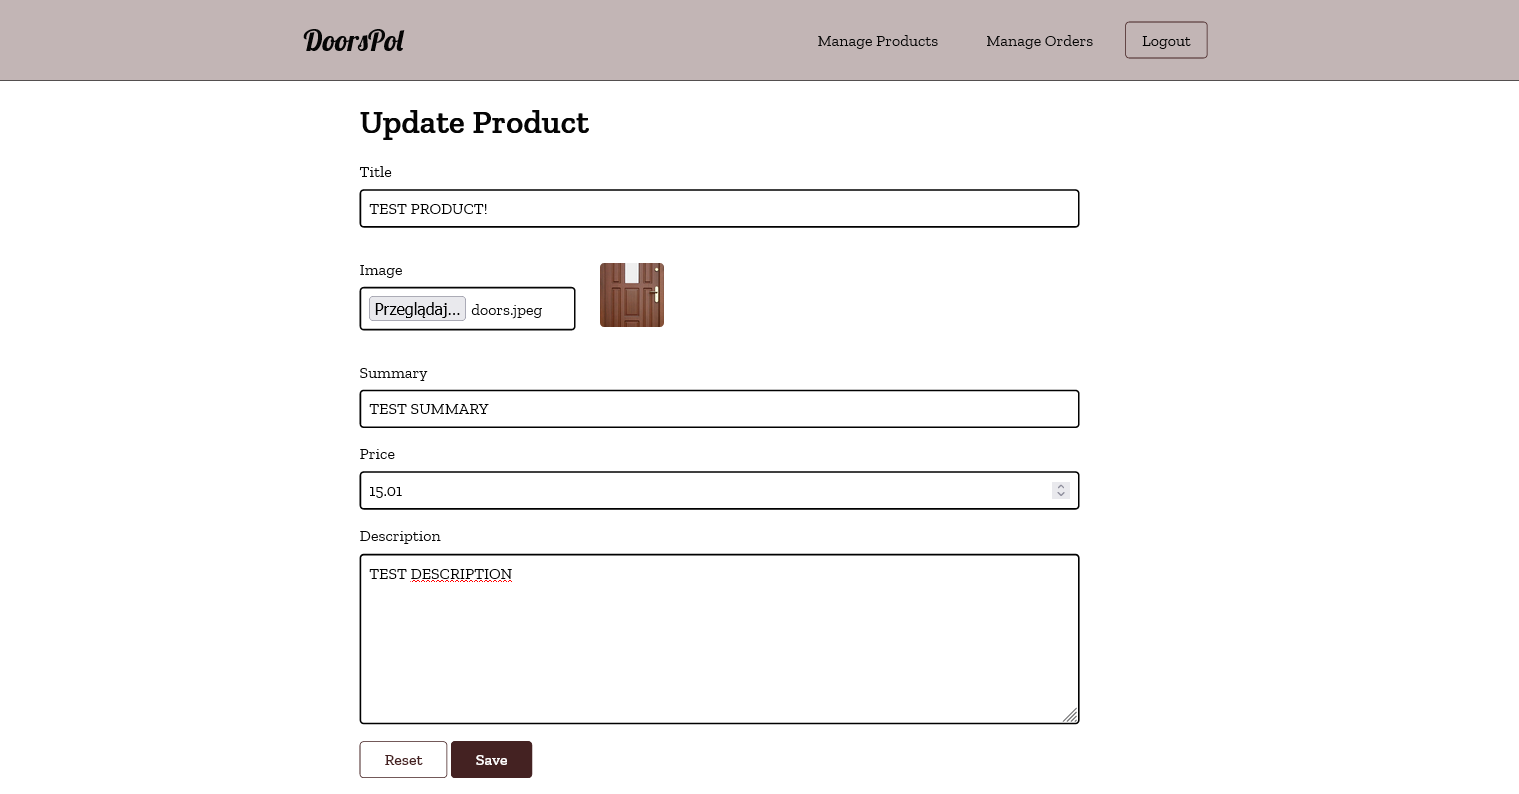 DoorsPol
Manage Products
Manage Orders
Logout
Update Product
Title
TEST PRODUCT!
Image
Przeglądaj... doors.jpeg
Summary
TEST SUMMARY
Price
15.01
Description
TEST DESCRIPTION
Reset
Save